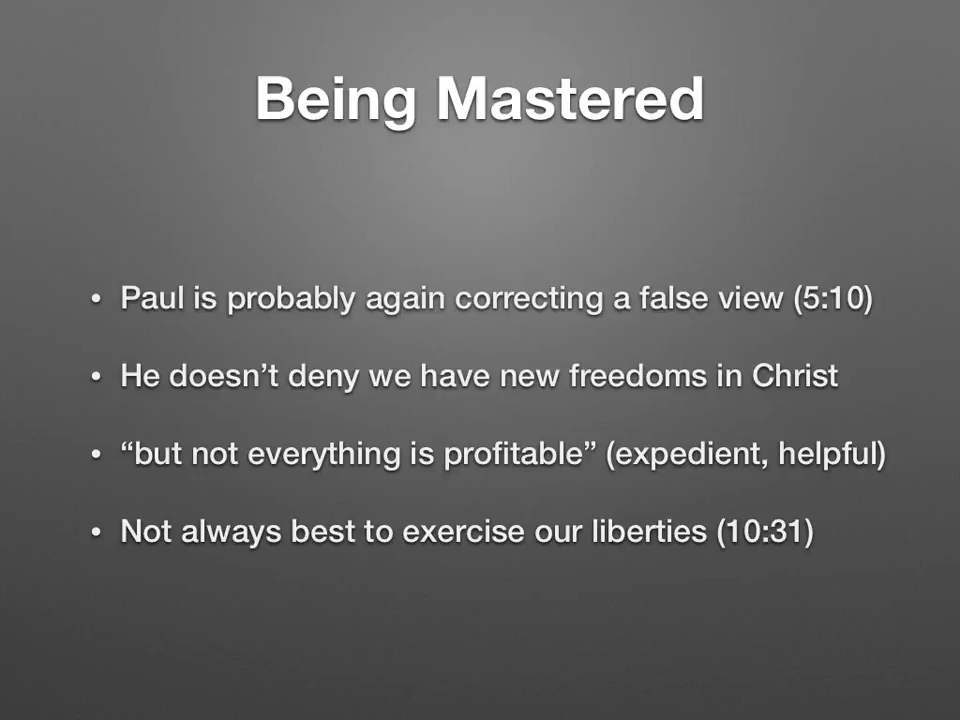 Being Mastered
• Paul is probably again correcting a false view (5:10)
• He doesn’t deny we have new freedoms in Christ
• “but not everything is profitable” (expedient, helpful)
• Not always best to exercise our liberties (10:31)